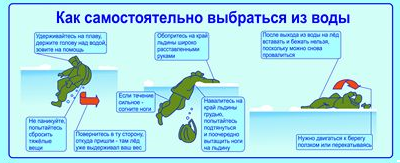 Как самостоятельно выбраться из воды
Удерживайтесь на плаву,
держите голову над водой,
зовите на помощь
Не паникуйте,
попытайтесь
сбросить
тяжёлые
вещи
Повернитесь в ту сторону,
откуда пришли - там лёд
уже выдерживал ваш вес
Обопритесь на край
льдины широко
расставленными
руками
Если течение
сильное -
согните ноги
Навалитесь на
край льдины
грудью,
попытайтесь
подтянуться
и поочередно
вытащить ноги
на льдину
После выхода из воды на лёд
вставать и бежать нельзя,
поскольку можно снова
провалиться
Нужно двигаться к берегу
ползком или перекатываясь